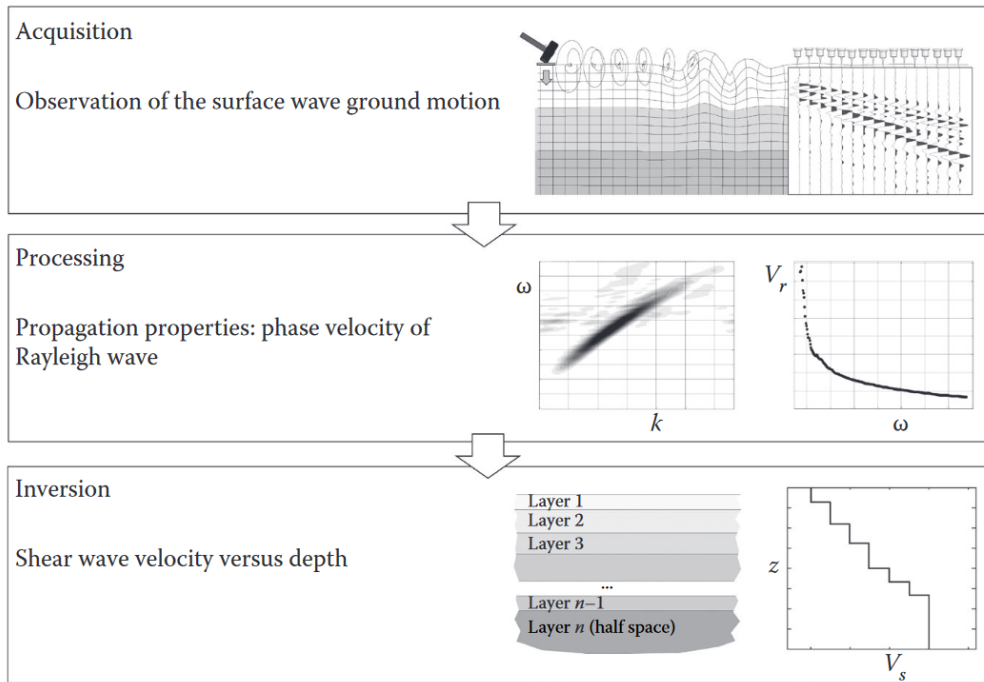 Acquisition
Observation of the surface wave ground motion
Processing
Propagation properties: phase velocity of
Rayleigh wave
ω
k
V_r
ω
Inversion
Shear wave velocity versus depth
Layer 1
Layer 2
Layer 3
...
Layer n–1
Layer n (half space)
z
V_s